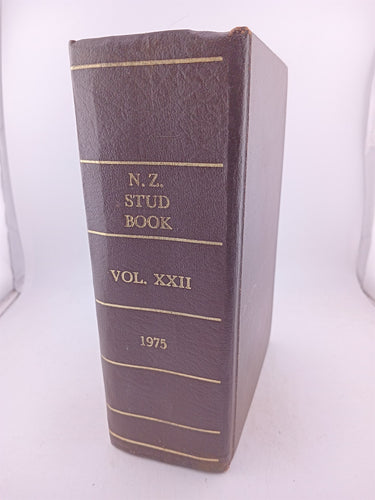 N. Z.
STUD
BOOK
VOL. XXII
1975